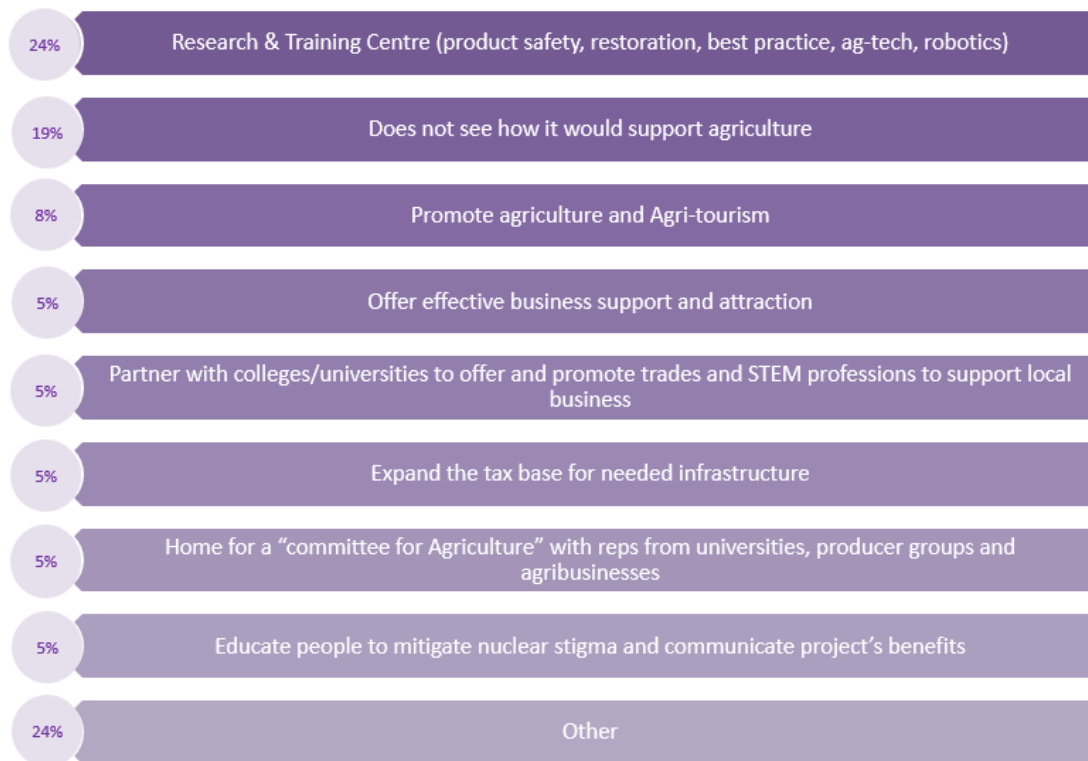 24%
Research & Training Centre (product safety, restoration, best practice, ag-tech, robotics)
19%
Does not see how it would support agriculture
8%
Promote agriculture and Agri-tourism
5%
Offer effective business support and attraction
5%
Partner with colleges/universities to offer and promote trades and STEM professions to support local
business
5%
Expand the tax base for needed infrastructure
5%
Home for a “committee for Agriculture” with reps from universities, producer groups and
agribusinesses
5%
Educate people to mitigate nuclear stigma and communicate project’s benefits
24%
Other